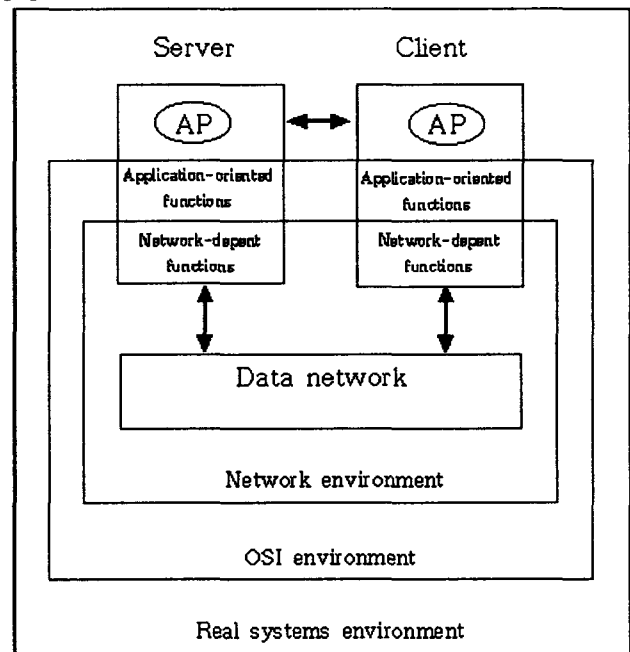 Server Client
AP AP
Application-oriented Application-oriented
functions functions
Network-depent Network-depent
functions functions
Data network
Network environment
OSI environment
Real systems environment